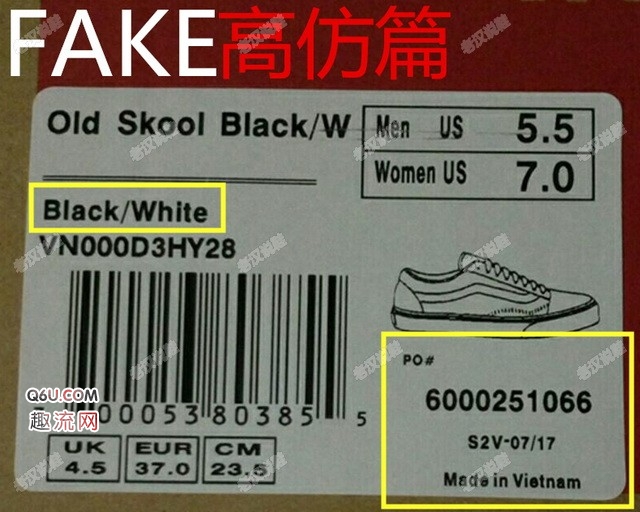 FAKE高仿篇
Old Skool Black/W
Men US 5.5
Women US 7.0
Black/White
VN000D3HY28
00053 80385 5
PO#
6000251066
S2V-07/17
Made in Vietnam
Q6U.COM
趣流网
UK
4.5
EUR
37.0
CM
23.5